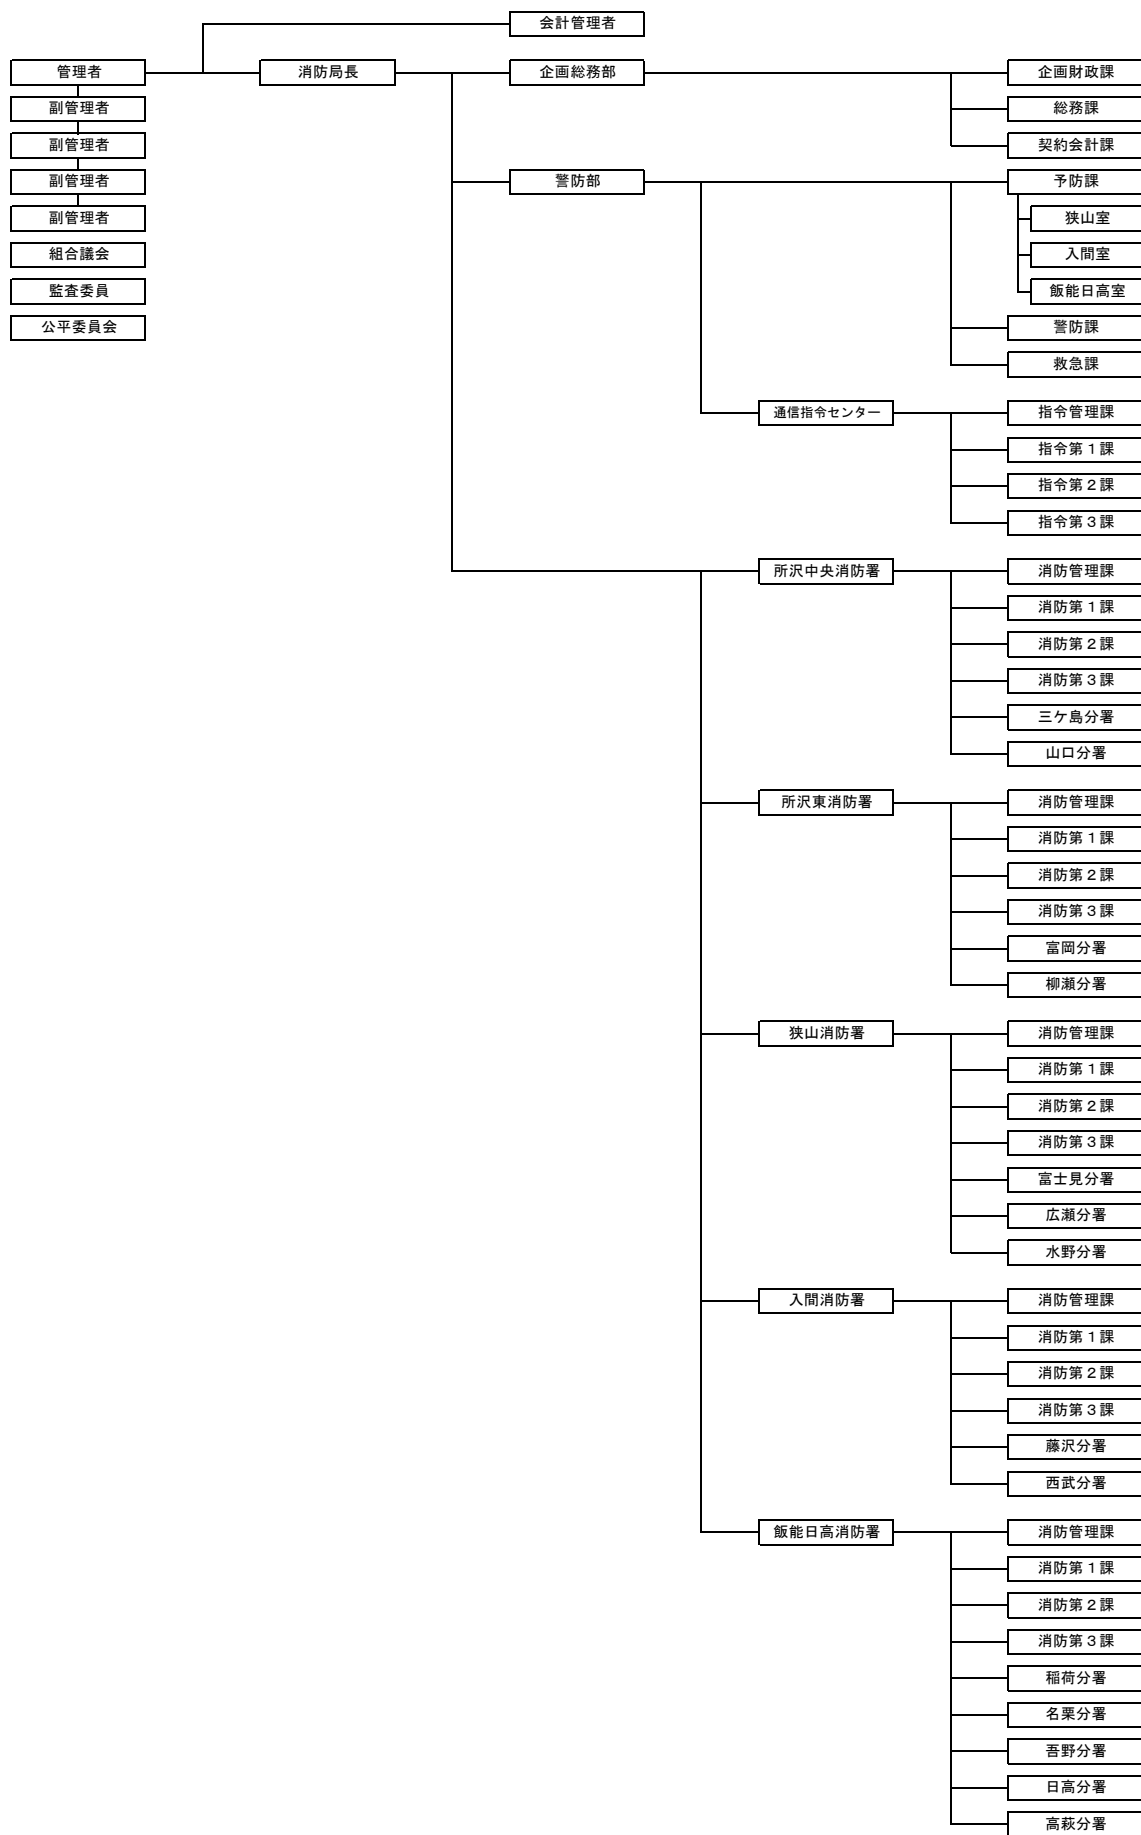 会計管理者
管理者
消防局長
企画総務部
企画財政課
副管理者
総務課
副管理者
契約会計課
副管理者
警防部
予防課
副管理者
狭山室
組合議会
入間室
監査委員
飯能日高室
公平委員会
警防課
救急課
通信指令センター
指令管理課
指令第１課
指令第２課
指令第３課
所沢中央消防署
消防管理課
消防第１課
消防第２課
消防第３課
三ケ島分署
山口分署
所沢東消防署
消防管理課
消防第１課
消防第２課
消防第３課
富岡分署
柳瀬分署
狭山消防署
消防管理課
消防第１課
消防第２課
消防第３課
富士見分署
広瀬分署
水野分署
入間消防署
消防管理課
消防第１課
消防第２課
消防第３課
藤沢分署
西武分署
飯能日高消防署
消防管理課
消防第１課
消防第２課
消防第３課
稲荷分署
名栗分署
吾野分署
日高分署
高萩分署